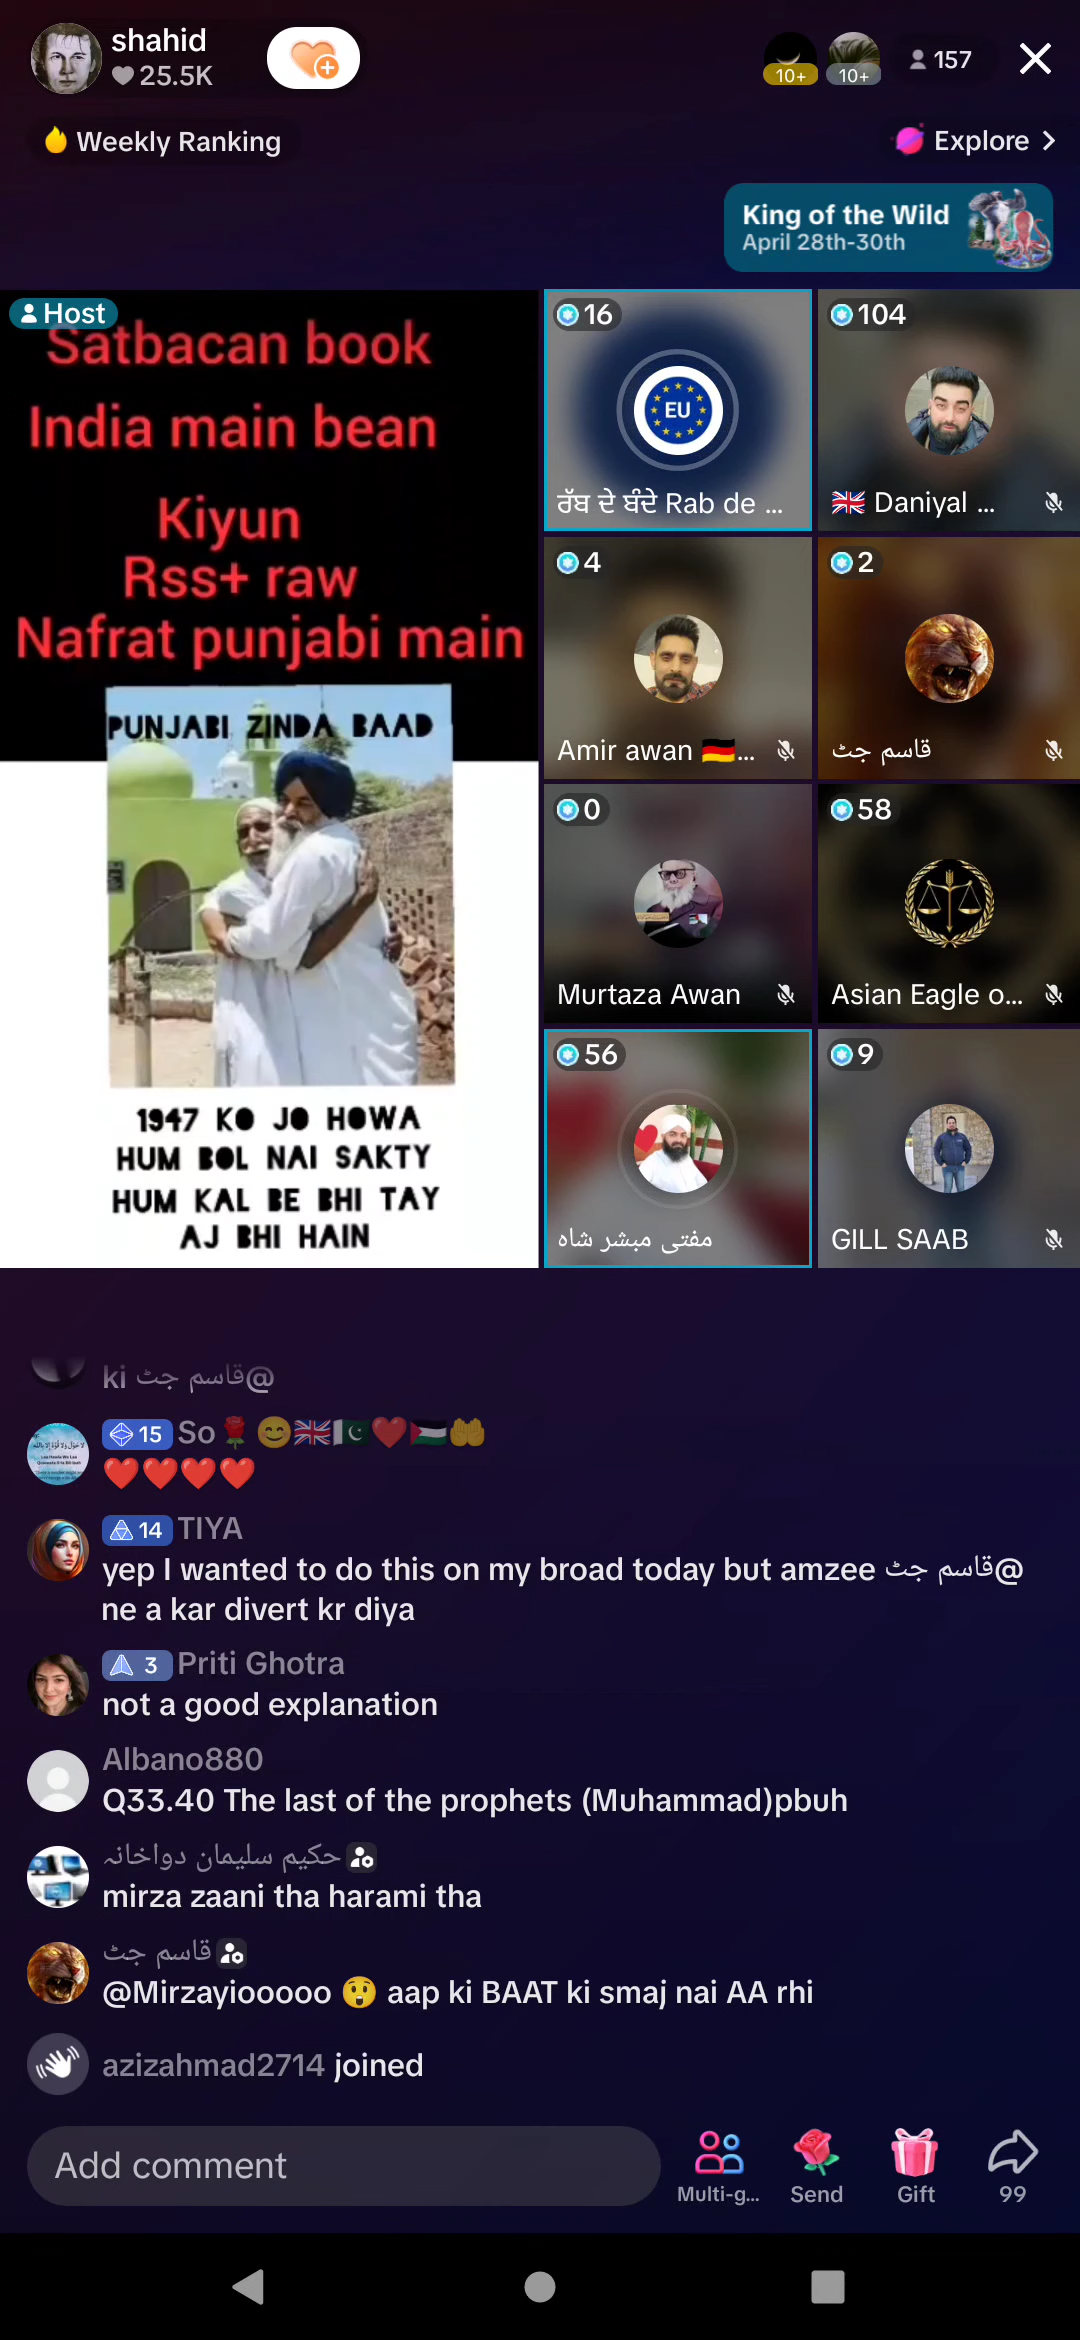 shahid
25.5K
10+
10+
157
Weekly Ranking
Explore
King of the Wild
April 28th-30th
Host
Satbacan book
India main bean
Kiyun
Rss+ raw
Nafrat punjabi main
PUNJABI ZINDA BAAD
1947 KO JO HOWA
HUM BOL NAI SAKTY
HUM KAL BE BHI TAY
AJ BHI HAIN
16
EU
ਰੱਬ ਦੇ ਬੰਦੇ Rab de ...
104
🇬🇧 Daniyal ...
4
Amir awan 🇩🇪...
2
قاسم جٹ
0
Murtaza Awan
58
Asian Eagle o...
56
مفتی مبشر شاہ
9
GILL SAAB
@قاسم جٹ ki
15 So🌹😊🇬🇧🇵🇰❤️🇵🇸🤲
❤️❤️❤️❤️
14 TIYA
yep I wanted to do this on my broad today but amzee @قاسم جٹ
ne a kar divert kr diya
3 Priti Ghotra
not a good explanation
Albano880
Q33.40 The last of the prophets (Muhammad)pbuh
حکیم سلیمان دواخانہ
mirza zaani tha harami tha
قاسم جٹ
@Mirzayiooooo 😲 aap ki BAAT ki smaj nai AA rhi
azizahmad2714 joined
Add comment
Multi-g...
Send
Gift
99